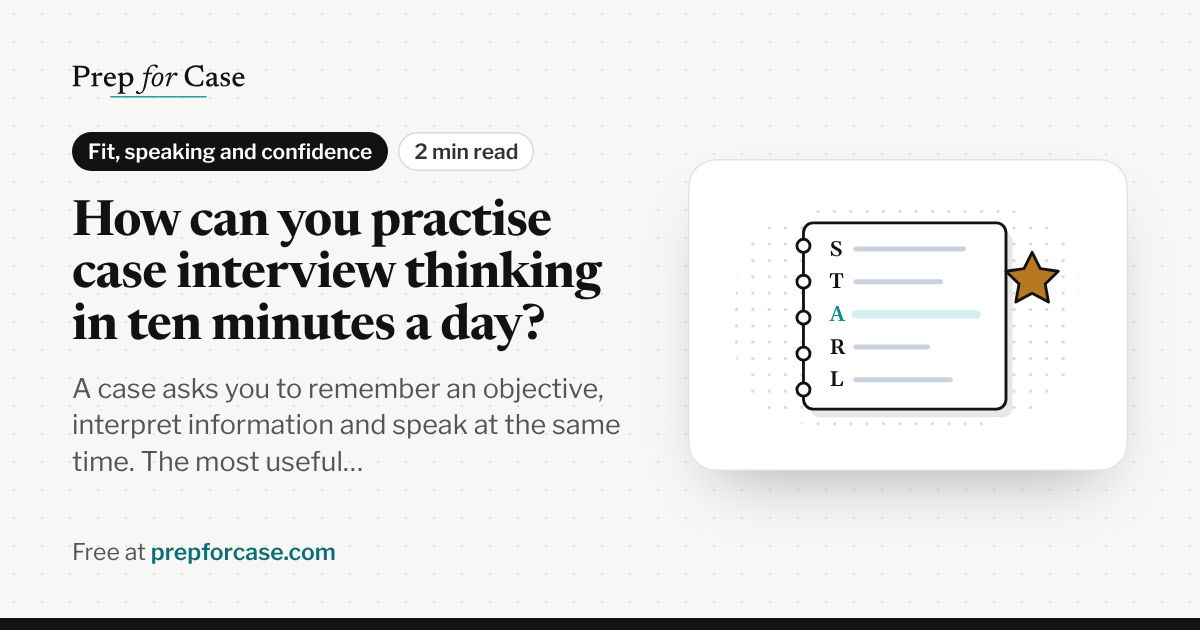 Prep for Case
Fit, speaking and confidence
2 min read
How can you practise
case interview thinking
in ten minutes a day?
A case asks you to remember an objective,
interpret information and speak at the same
time. The most useful...
Free at prepforcase.com
S
T
A
R
L